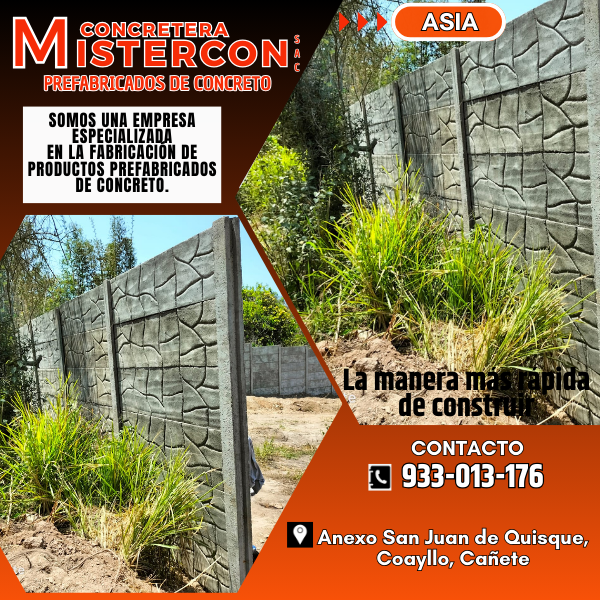 CONCRETERA
MISTERCON
SAC
PREFABRICADOS DE CONCRETO
ASIA
SOMOS UNA EMPRESA
ESPECIALIZADA
EN LA FABRICACIÓN DE
PRODUCTOS PREFABRICADOS
DE CONCRETO.
La manera más rápida
de construir
CONTACTO
933-013-176
Anexo San Juan de Quisque,
Coayllo, Cañete